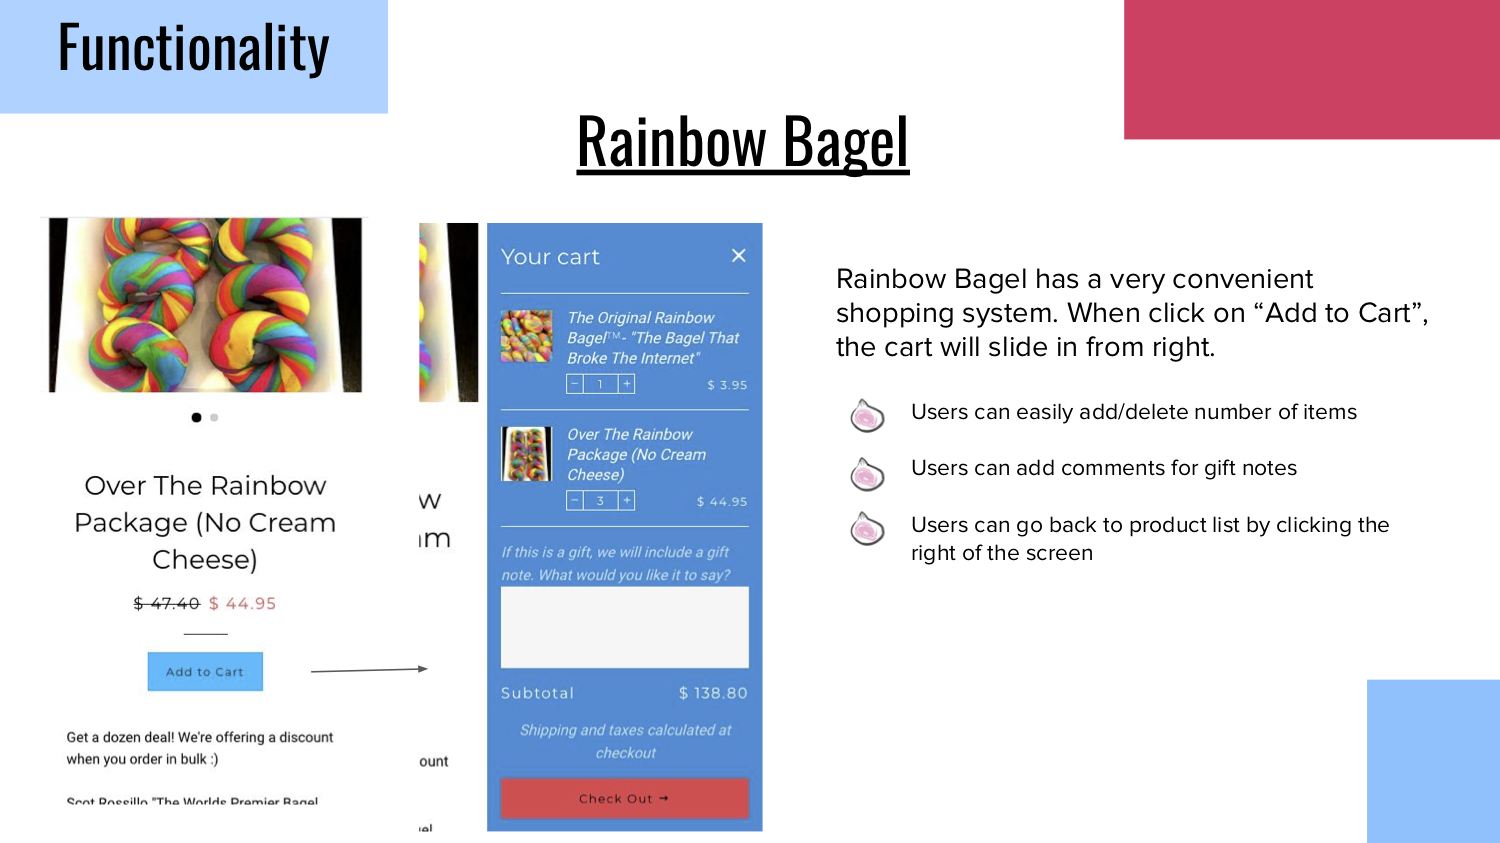 Functionality
Rainbow Bagel
Over The Rainbow
Package (No Cream
Cheese)
$ 47.40 $ 44.95
Add to Cart
Get a dozen deal! We're offering a discount
when you order in bulk :)
Scot Rossillo "The Worlds Premier Bagel
w
m
ount
gel
Your cart ×
The Original Rainbow
Bagel™- "The Bagel That
Broke The Internet"
− 1 + $ 3.95
Over The Rainbow
Package (No Cream
Cheese)
− 3 + $ 44.95
If this is a gift, we will include a gift
note. What would you like it to say?
Subtotal $ 138.80
Shipping and taxes calculated at
checkout
Check Out →
Rainbow Bagel has a very convenient
shopping system. When click on “Add to Cart”,
the cart will slide in from right.
Users can easily add/delete number of items
Users can add comments for gift notes
Users can go back to product list by clicking the
right of the screen